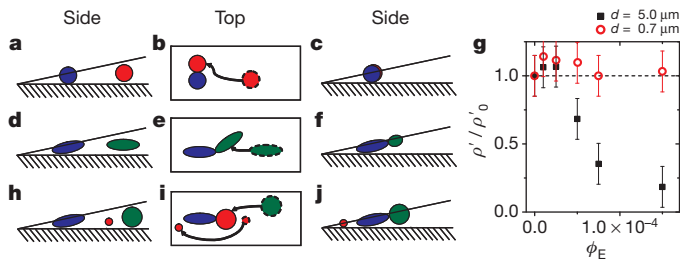 Side Top Side
d = 5.0 μm
d = 0.7 μm
a b c g
d e f
h i j
ρ′ / ρ′0
1.0
0.5
0.0
0.0 1.0 × 10−4
ϕE